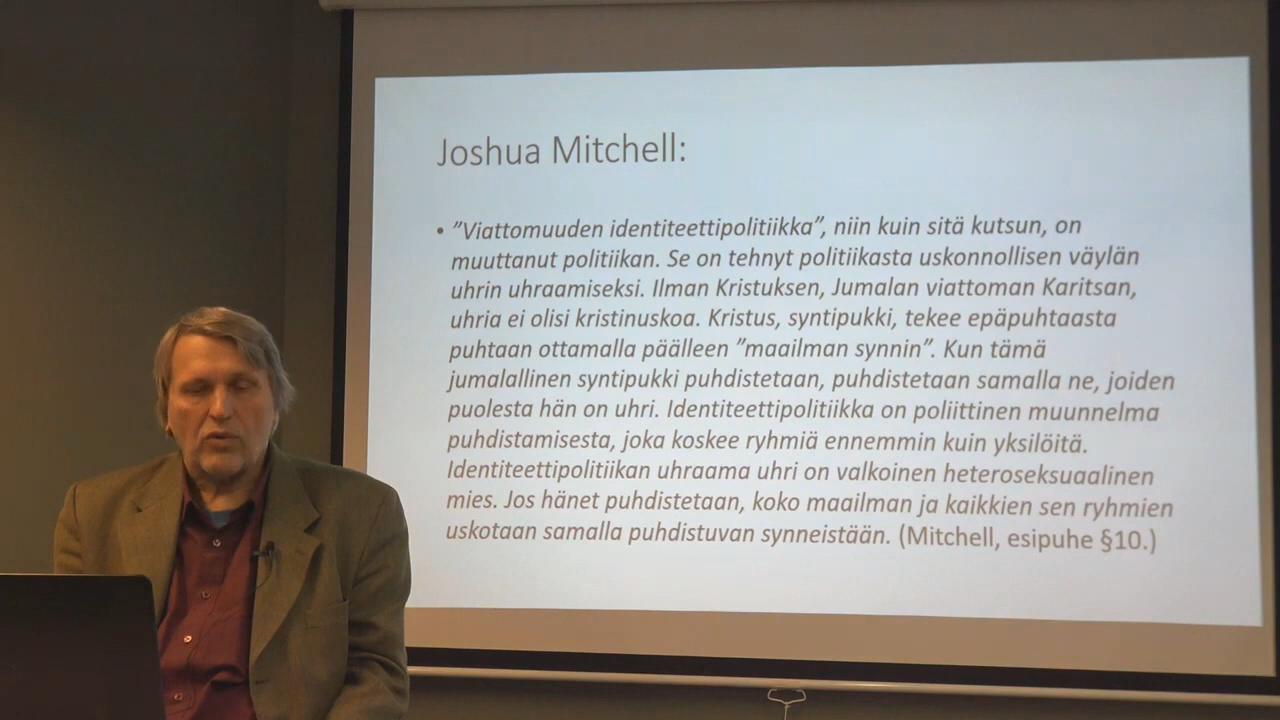 Joshua Mitchell:
• ”Viattomuuden identiteettipolitiikka”, niin kuin sitä kutsun, on
muuttanut politiikan. Se on tehnyt politiikasta uskonnollisen väylän
uhrin uhraamiseksi. Ilman Kristuksen, Jumalan viattoman Karitsan,
uhria ei olisi kristinuskoa. Kristus, syntipukki, tekee epäpuhtaasta
puhtaan ottamalla päälleen ”maailman synnin”. Kun tämä
jumalallinen syntipukki puhdistetaan, puhdistetaan samalla ne, joiden
puolesta hän on uhri. Identiteettipolitiikka on poliittinen muunnelma
puhdistamisesta, joka koskee ryhmiä ennemmin kuin yksilöitä.
Identiteettipolitiikan uhraama uhri on valkoinen heteroseksuaalinen
mies. Jos hänet puhdistetaan, koko maailman ja kaikkien sen ryhmien
uskotaan samalla puhdistuvan synneistään. (Mitchell, esipuhe §10.)